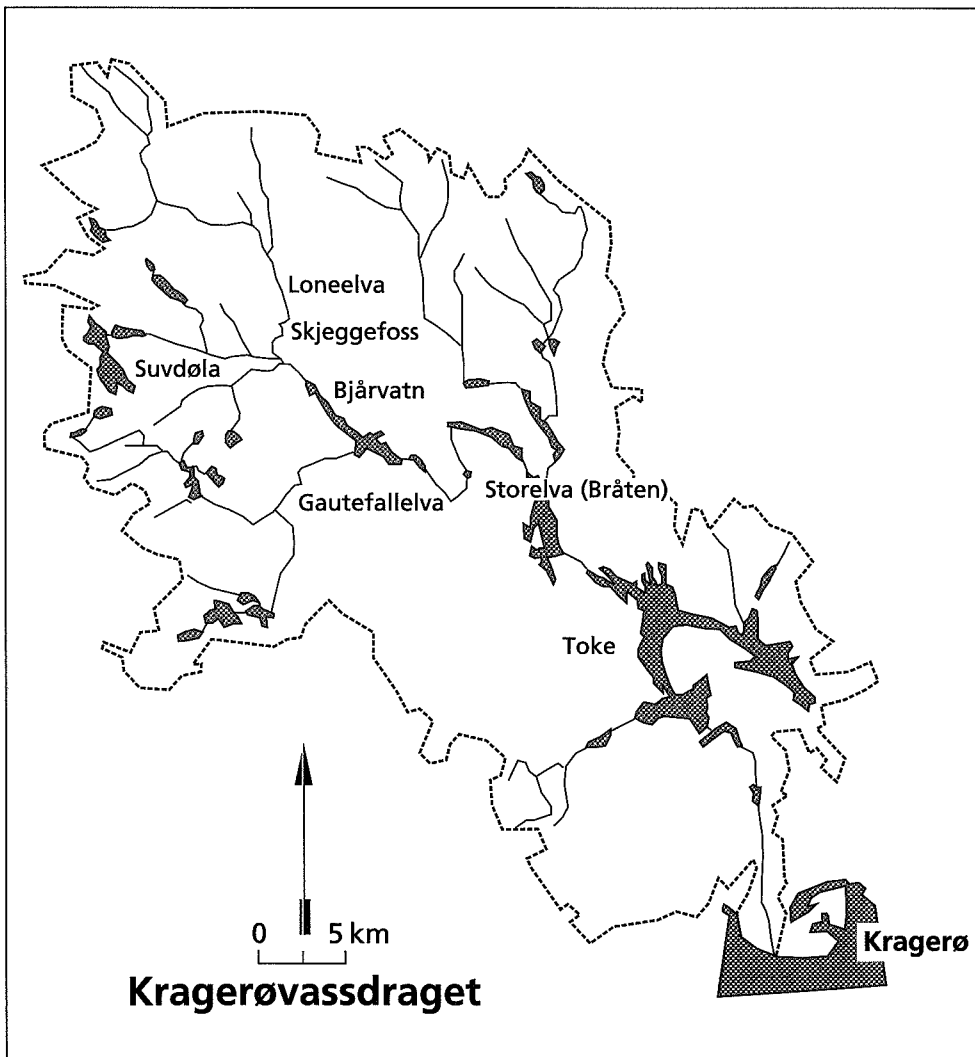 Loneelva
Skjeggefoss
Suvdøla
Bjårvatn
Storelva (Bråten)
Gautefallelva
Toke
0 5 km
Kragerø
Kragerøvassdraget